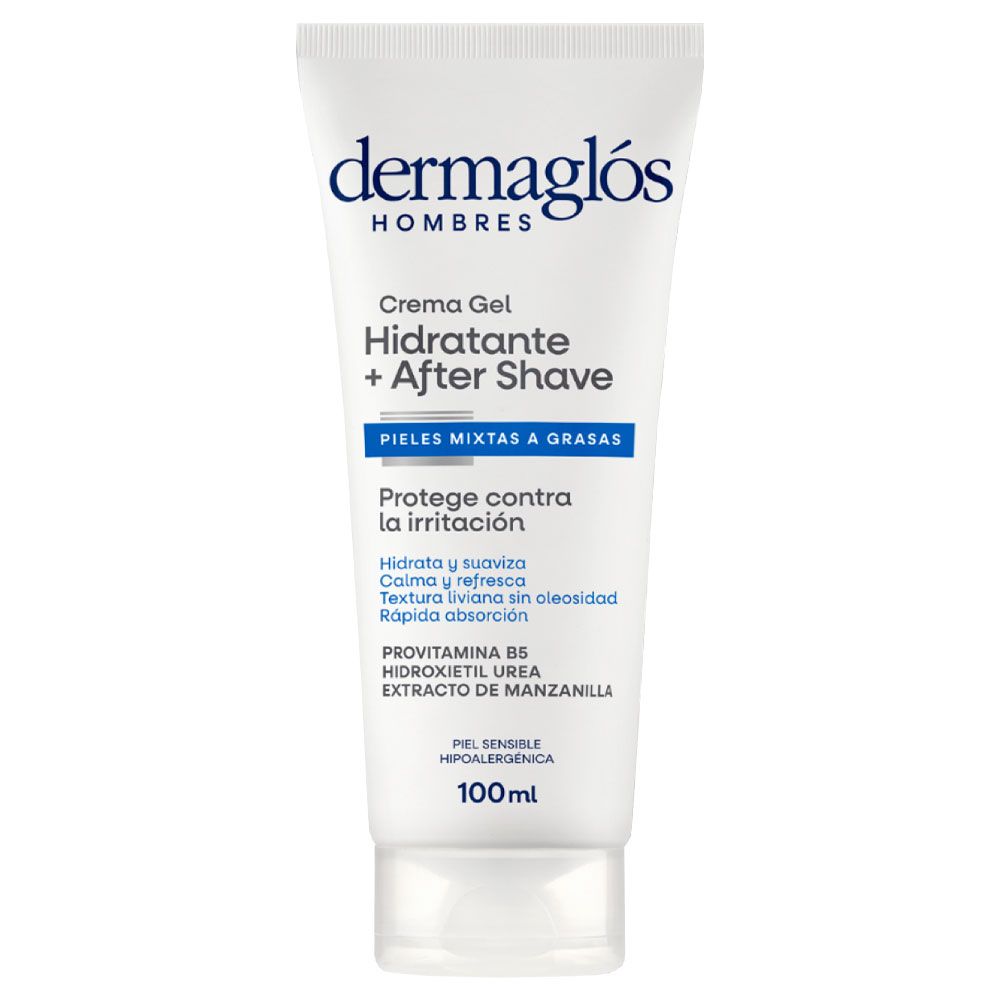 dermaglós
HOMBRES
Crema Gel
Hidratante
+ After Shave
PIELES MIXTAS A GRASAS
Protege contra
la irritación
Hidrata y suaviza
Calma y refresca
Textura liviana sin oleosidad
Rápida absorción
PROVITAMINA B5
HIDROXIETIL UREA
EXTRACTO DE MANZANILLA
PIEL SENSIBLE
HIPOALERGÉNICA
100ml